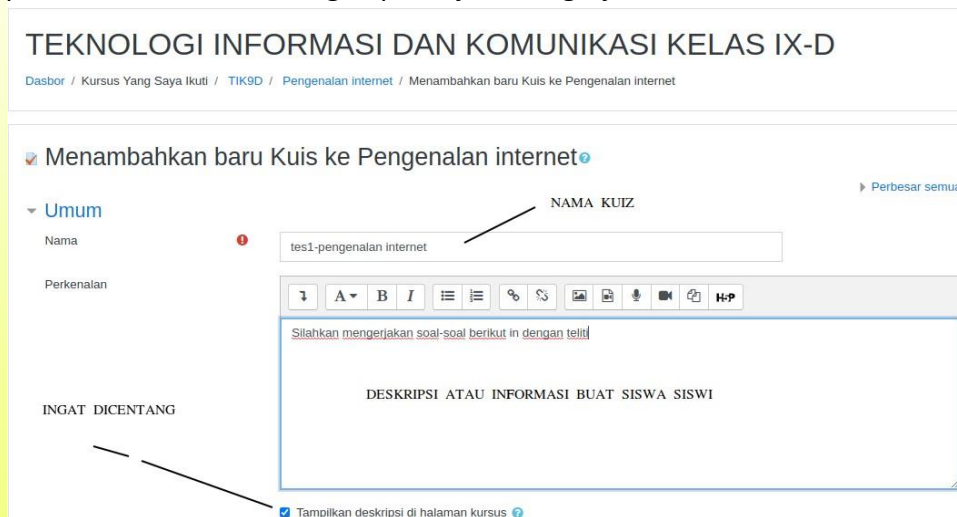 TEKNOLOGI INFORMASI DAN KOMUNIKASI KELAS IX-D
Dasbor / Kursus Yang Saya Ikuti / TIK9D / Pengenalan internet / Menambahkan baru Kuis ke Pengenalan internet
Menambahkan baru Kuis ke Pengenalan internet
Perbesar semua
Umum
NAMA KUIZ
Nama
tes1-pengenalan internet
Perkenalan
A B I H-P
Silahkan mengerjakan soal-soal berikut in dengan teliti
DESKRIPSI ATAU INFORMASI BUAT SISWA SISWI
INGAT DICENTANG
Tampilkan deskripsi di halaman kursus